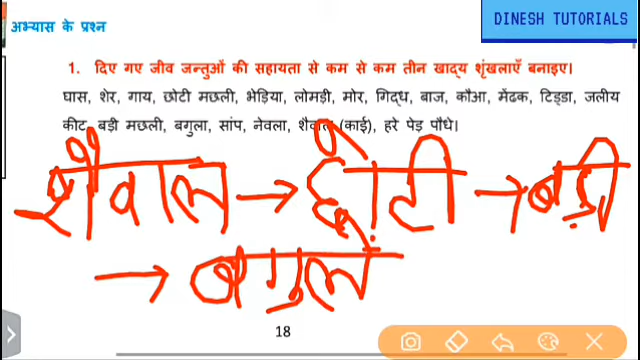 DINESH TUTORIALS
अभ्यास के प्रश्न
1. दिए गए जीव जन्तुओं की सहायता से कम से कम तीन खाद्य शृंखलाएँ बनाइए।
घास, शेर, गाय, छोटी मछली, भेड़िया, लोमड़ी, मोर, गिद्ध, बाज, कौआ, मेंढक, टिड्डा, जलीय
कीट, बड़ी मछली, बगुला, सांप, नेवला, शैवाल (काई), हरे पेड़ पौधे।
शैवाल → छोटी → बड़ी
→ बगुले
18